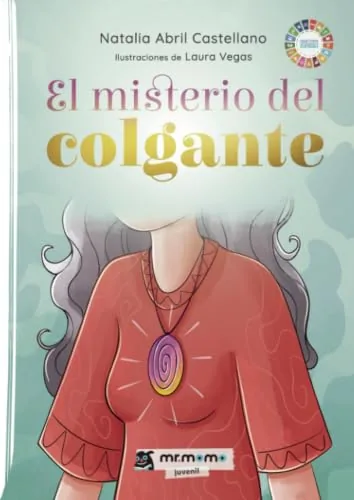 Natalia Abril Castellano
Ilustraciones de Laura Vegas
El misterio del
colgante
mr.momo
juvenil